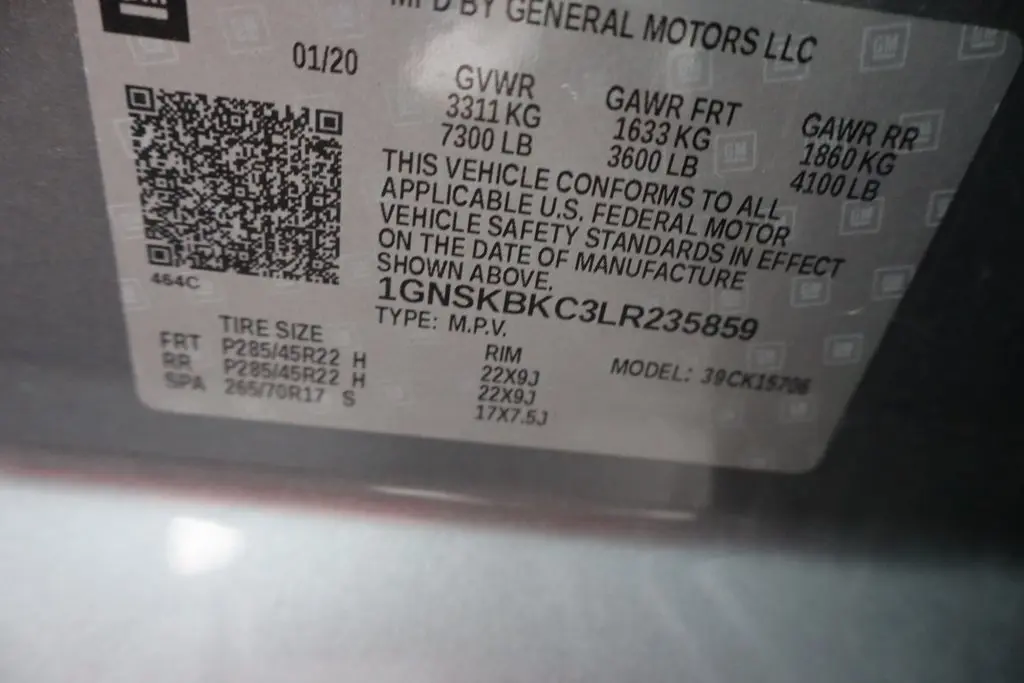 MFD BY GENERAL MOTORS LLC
01/20
GVWR
3311 KG
7300 LB
GAWR FRT
1633 KG
3600 LB
GAWR RR
1860 KG
4100 LB
THIS VEHICLE CONFORMS TO ALL
APPLICABLE U.S. FEDERAL MOTOR
VEHICLE SAFETY STANDARDS IN EFFECT
ON THE DATE OF MANUFACTURE
SHOWN ABOVE.
464C
1GNSKBKC3LR235859
TYPE: M.P.V.
MODEL: 39CK15706
TIRE SIZE RIM
FRT P285/45R22 H 22X9J
RR P285/45R22 H 22X9J
SPA 265/70R17 S 17X7.5J